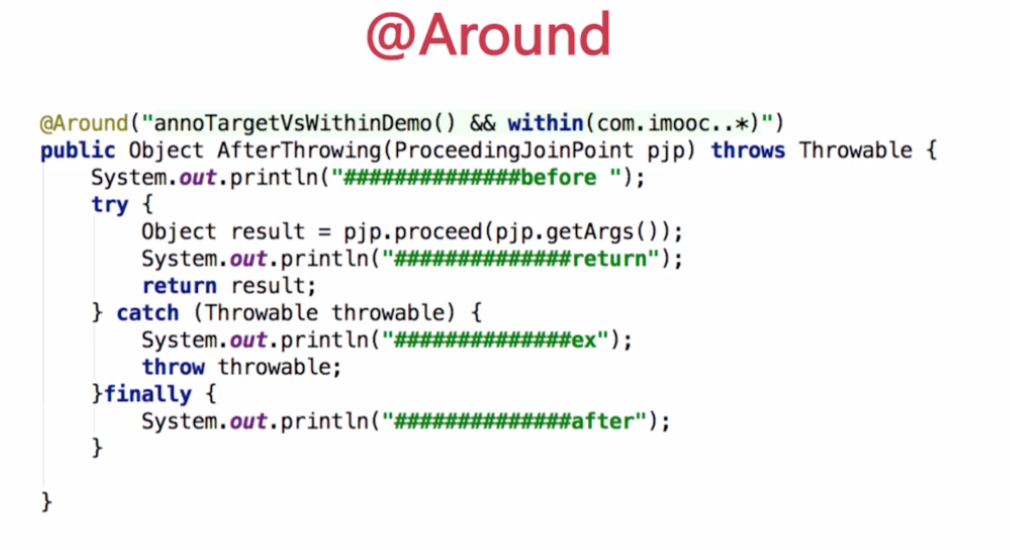 @Around
@Around("annoTargetVsWithinDemo() && within(com.imooc..*)")
public Object AfterThrowing(ProceedingJoinPoint pjp) throws Throwable {
    System.out.println("##############before ");
    try {
        Object result = pjp.proceed(pjp.getArgs());
        System.out.println("##############return");
        return result;
    } catch (Throwable throwable) {
        System.out.println("##############ex");
        throw throwable;
    }finally {
        System.out.println("##############after");
    }
}